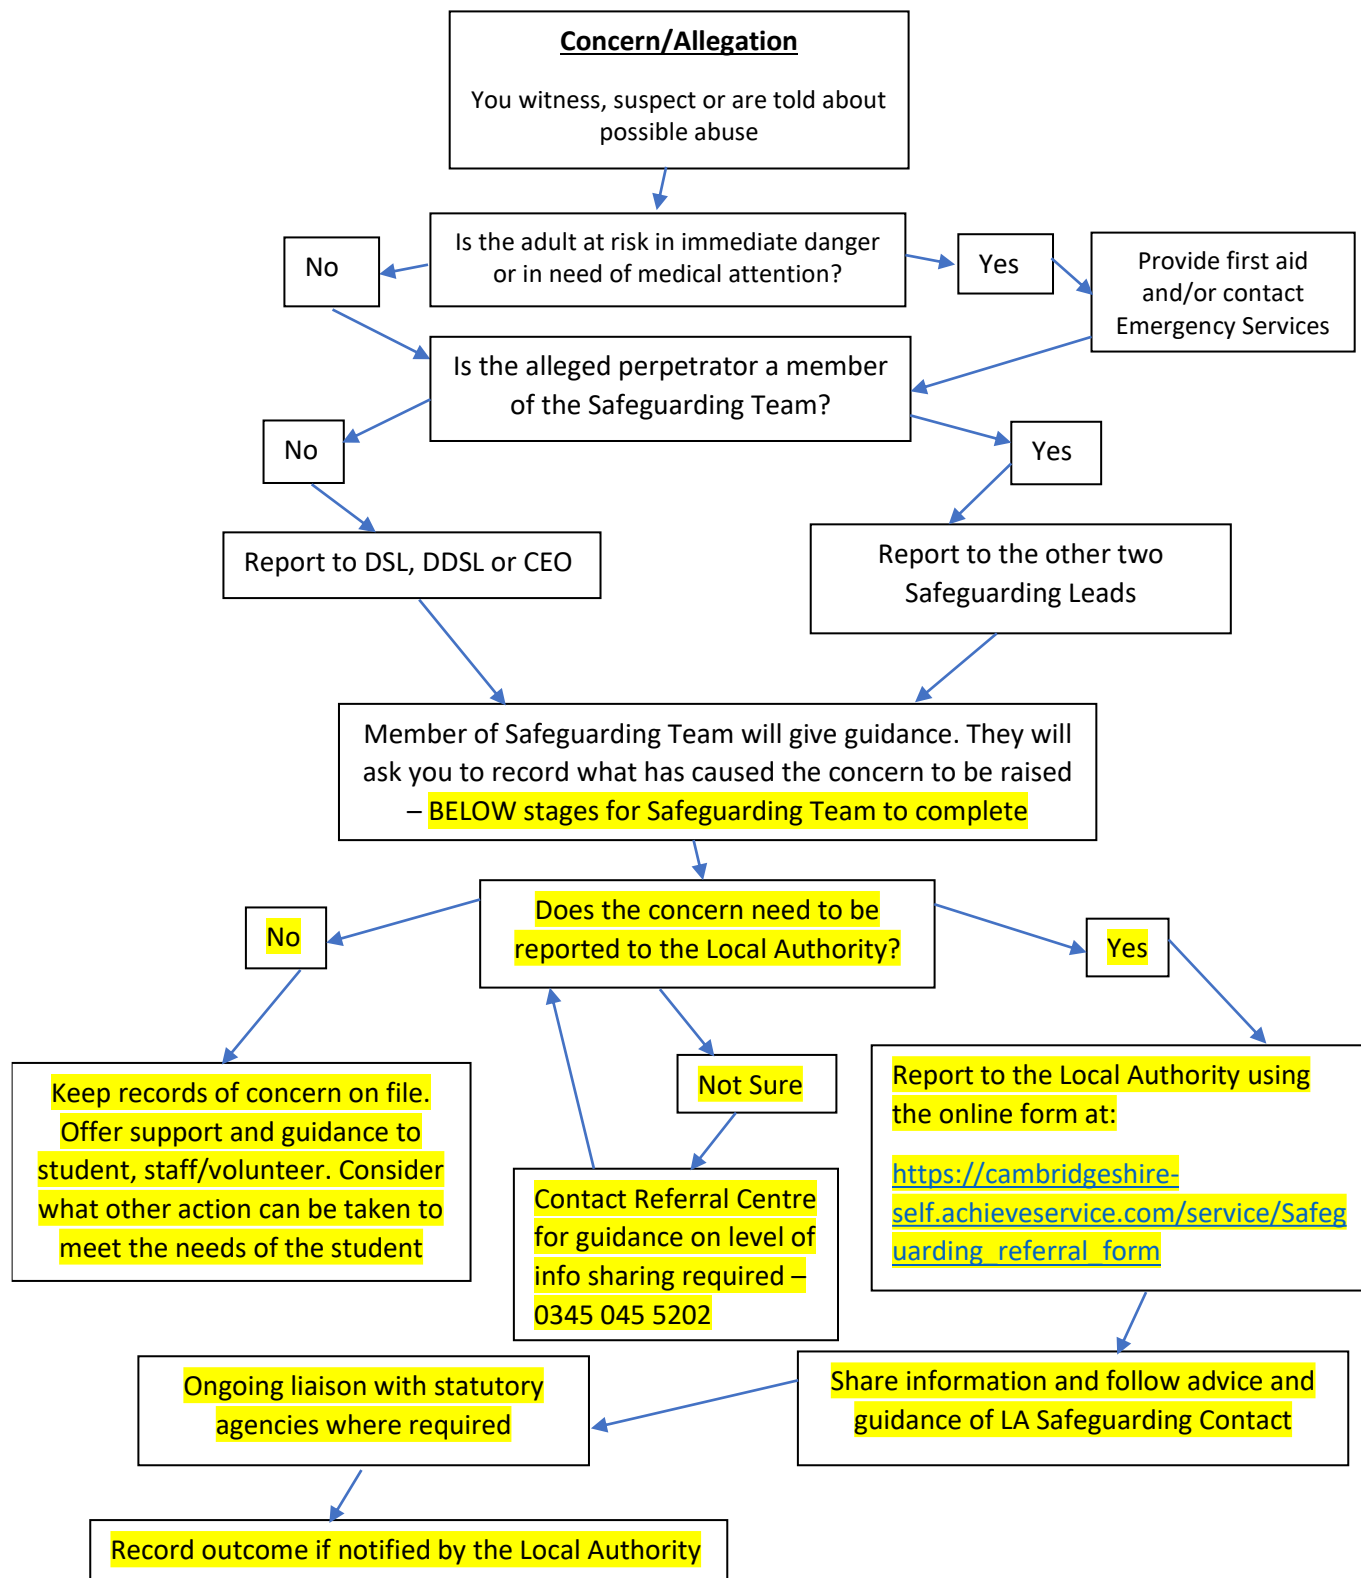 Concern/Allegation
You witness, suspect or are told about
possible abuse
Is the adult at risk in immediate danger
or in need of medical attention?
No
Yes
Provide first aid
and/or contact
Emergency Services
Is the alleged perpetrator a member
of the Safeguarding Team?
No
Yes
Report to DSL, DDSL or CEO
Report to the other two
Safeguarding Leads
Member of Safeguarding Team will give guidance. They will
ask you to record what has caused the concern to be raised
– BELOW stages for Safeguarding Team to complete
Does the concern need to be
reported to the Local Authority?
No
Yes
Not Sure
Keep records of concern on file.
Offer support and guidance to
student, staff/volunteer. Consider
what other action can be taken to
meet the needs of the student
Contact Referral Centre
for guidance on level of
info sharing required –
0345 045 5202
Report to the Local Authority using
the online form at:
https://cambridgeshire-
self.achieveservice.com/service/Safeg
uarding_referral_form
Share information and follow advice and
guidance of LA Safeguarding Contact
Ongoing liaison with statutory
agencies where required
Record outcome if notified by the Local Authority